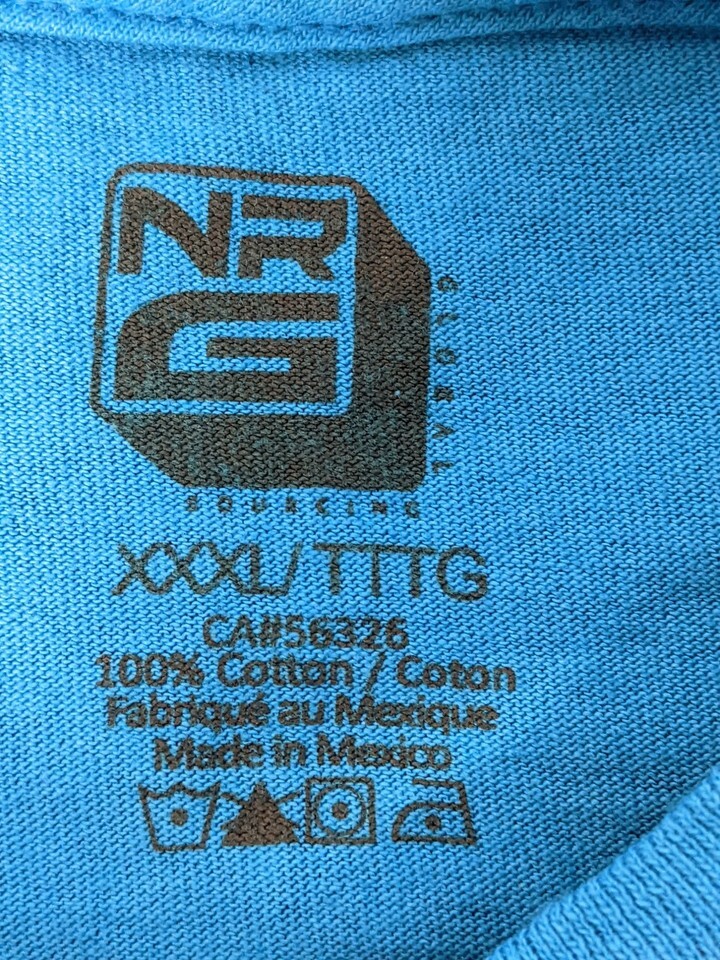 NR
G
GLOBAL
SOURCING
XXXL/TTTG
CA#56326
100% Cotton / Coton
Fabriqué au Mexique
Made in Mexico